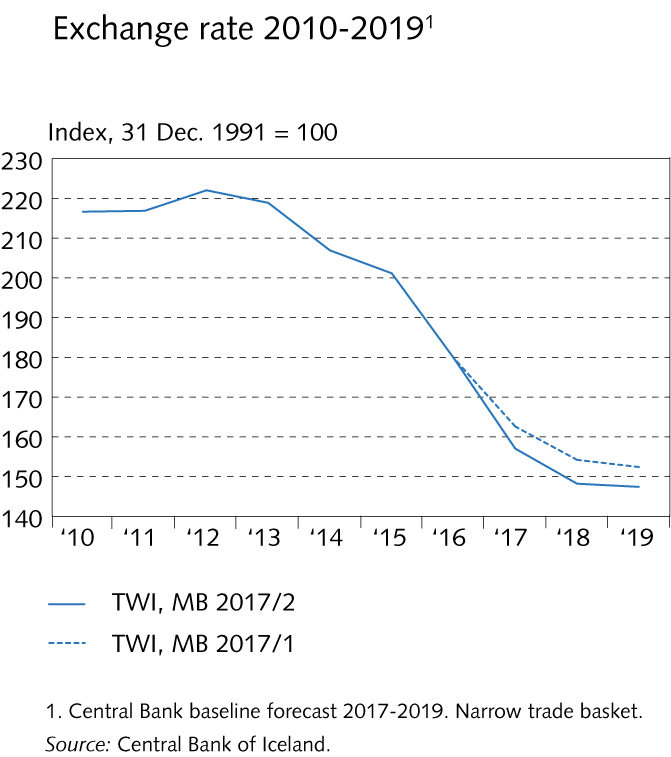 Exchange rate 2010-2019¹
Index, 31 Dec. 1991 = 100
230
220
210
200
190
180
170
160
150
140
‘10 ‘11 ‘12 ‘13 ‘14 ‘15 ‘16 ‘17 ‘18 ‘19
TWI, MB 2017/2
TWI, MB 2017/1
1. Central Bank baseline forecast 2017-2019. Narrow trade basket.
Source: Central Bank of Iceland.